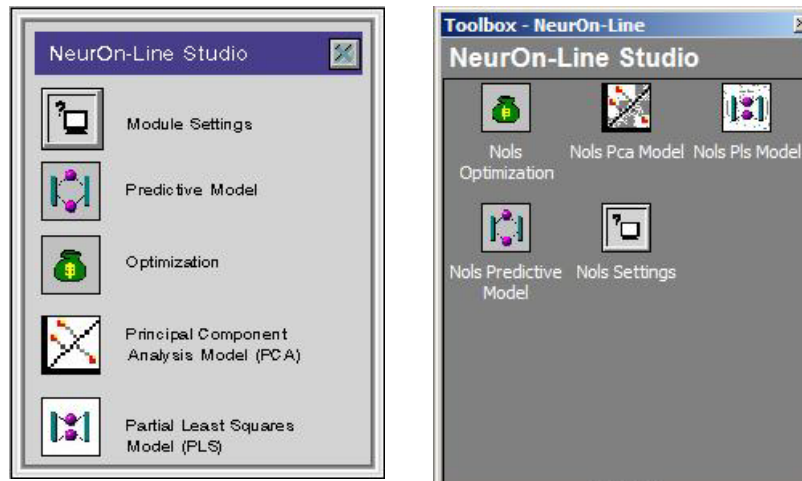 NeurOn-Line Studio
Module Settings
Predictive Model
Optimization
Principal Component
Analysis Model (PCA)
Partial Least Squares
Model (PLS)
Toolbox - NeurOn-Line
NeurOn-Line Studio
Nols
Optimization
Nols Pca Model
Nols Pls Model
Nols Predictive
Model
Nols Settings